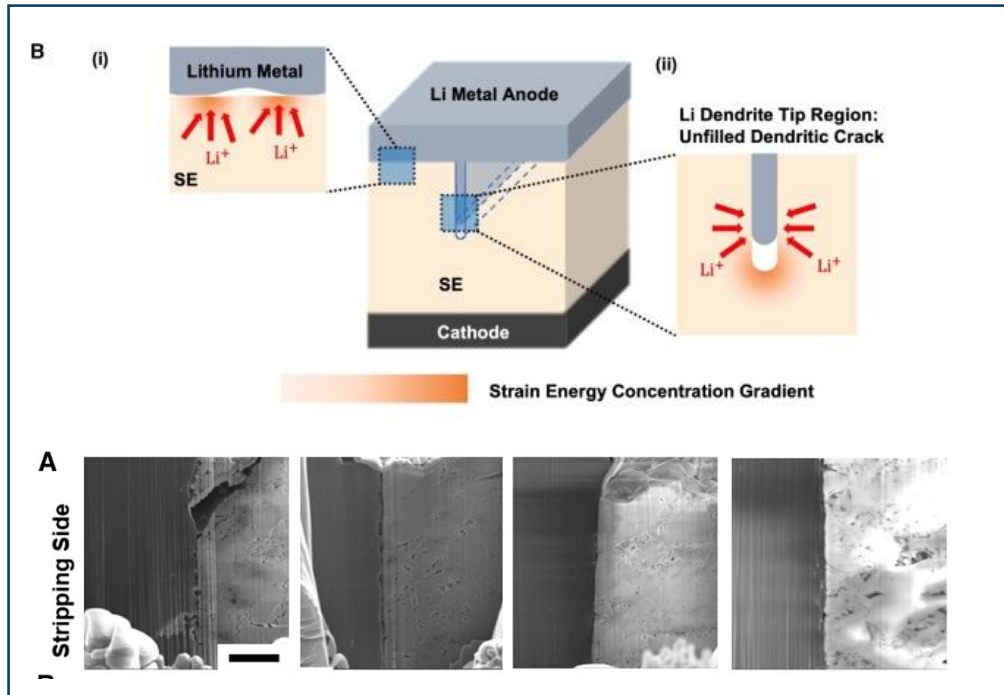 B
(i)
Lithium Metal
Li⁺
Li⁺
SE
Li Metal Anode
SE
Cathode
(ii)
Li Dendrite Tip Region:
Unfilled Dendritic Crack
Li⁺
Li⁺
Strain Energy Concentration Gradient
A
Stripping Side